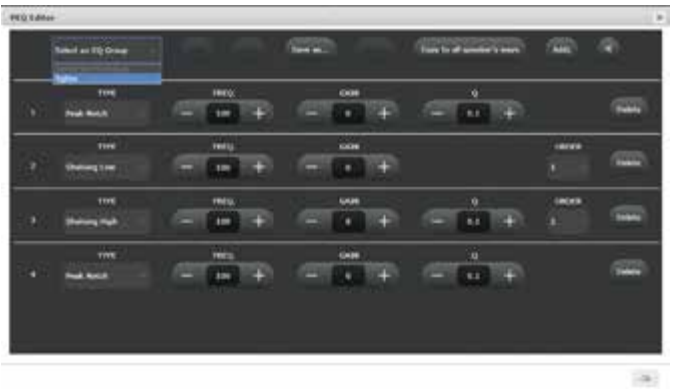 PEQ Editor
Select an EQ Group
Save as...
Copy to all speaker's ways
Add
TYPE FREQ. GAIN Q
1 Peak Notch 100 0 0.1 Delete
TYPE FREQ. GAIN ORDER
2 Shelving Low 100 0 Delete
TYPE FREQ. GAIN Q ORDER
3 Shelving High 100 0 0.1 Delete
TYPE FREQ. GAIN Q
4 Peak Notch 100 0 0.1 Delete